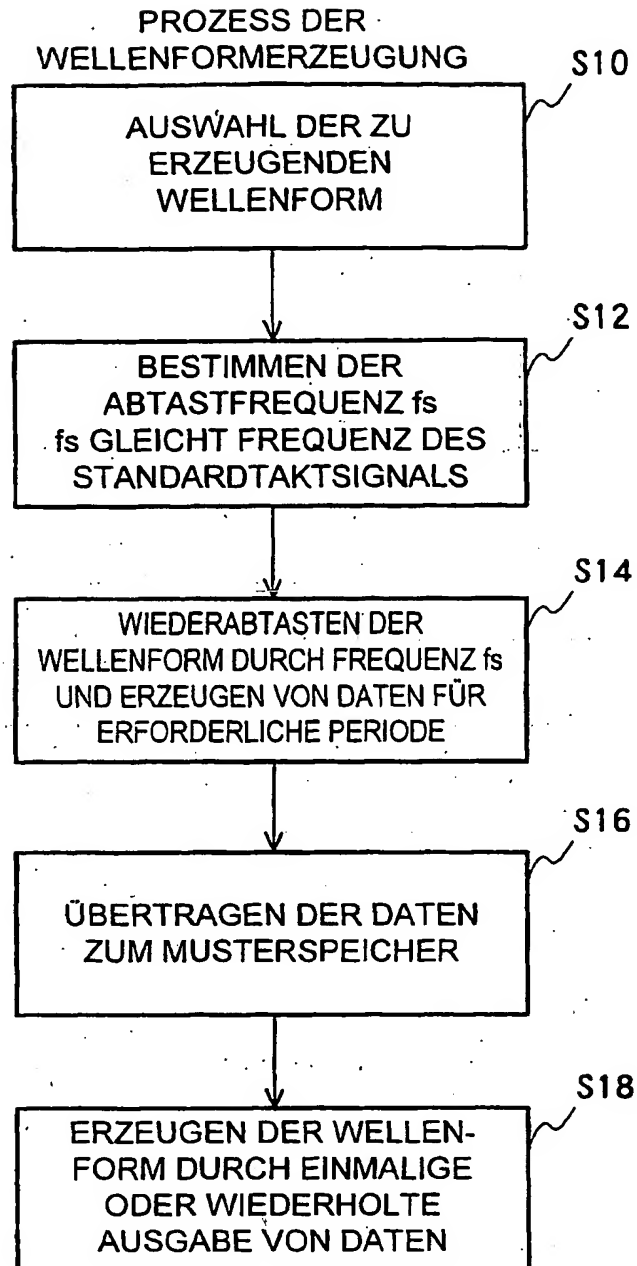 PROZESS DER
WELLENFORMERZEUGUNG
S10
AUSWAHL DER ZU
ERZEUGENDEN
WELLENFORM
S12
BESTIMMEN DER
ABTASTFREQUENZ fs
fs GLEICHT FREQUENZ DES
STANDARDTAKTSIGNALS
S14
WIEDERABTASTEN DER
WELLENFORM DURCH FREQUENZ fs
UND ERZEUGEN VON DATEN FÜR
ERFORDERLICHE PERIODE
S16
ÜBERTRAGEN DER DATEN
ZUM MUSTERSPEICHER
S18
ERZEUGEN DER WELLEN-
FORM DURCH EINMALIGE
ODER WIEDERHOLTE
AUSGABE VON DATEN